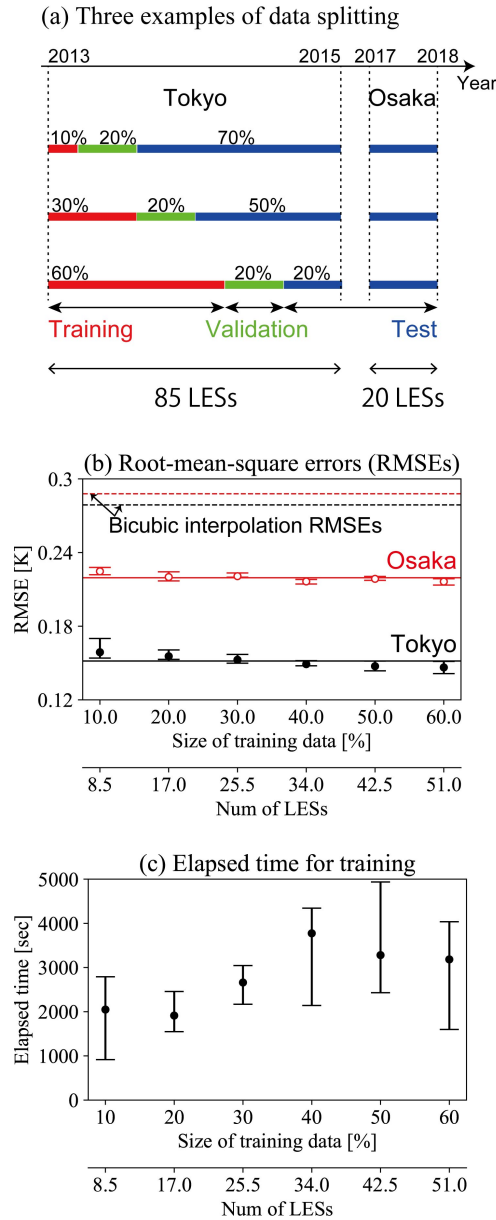 (a) Three examples of data splitting
2013 2015 2017 2018
Year
Tokyo Osaka
10% 20% 70%
30% 20% 50%
60% 20% 20%
Training Validation Test
85 LESs 20 LESs
(b) Root-mean-square errors (RMSEs)
0.3
Bicubic interpolation RMSEs
0.24
Osaka
RMSE [K]
0.18
Tokyo
0.12
10.0 20.0 30.0 40.0 50.0 60.0
Size of training data [%]
8.5 17.0 25.5 34.0 42.5 51.0
Num of LESs
(c) Elapsed time for training
5000
4000
3000
Elapsed time [sec]
2000
1000
0
10 20 30 40 50 60
Size of training data [%]
8.5 17.0 25.5 34.0 42.5 51.0
Num of LESs